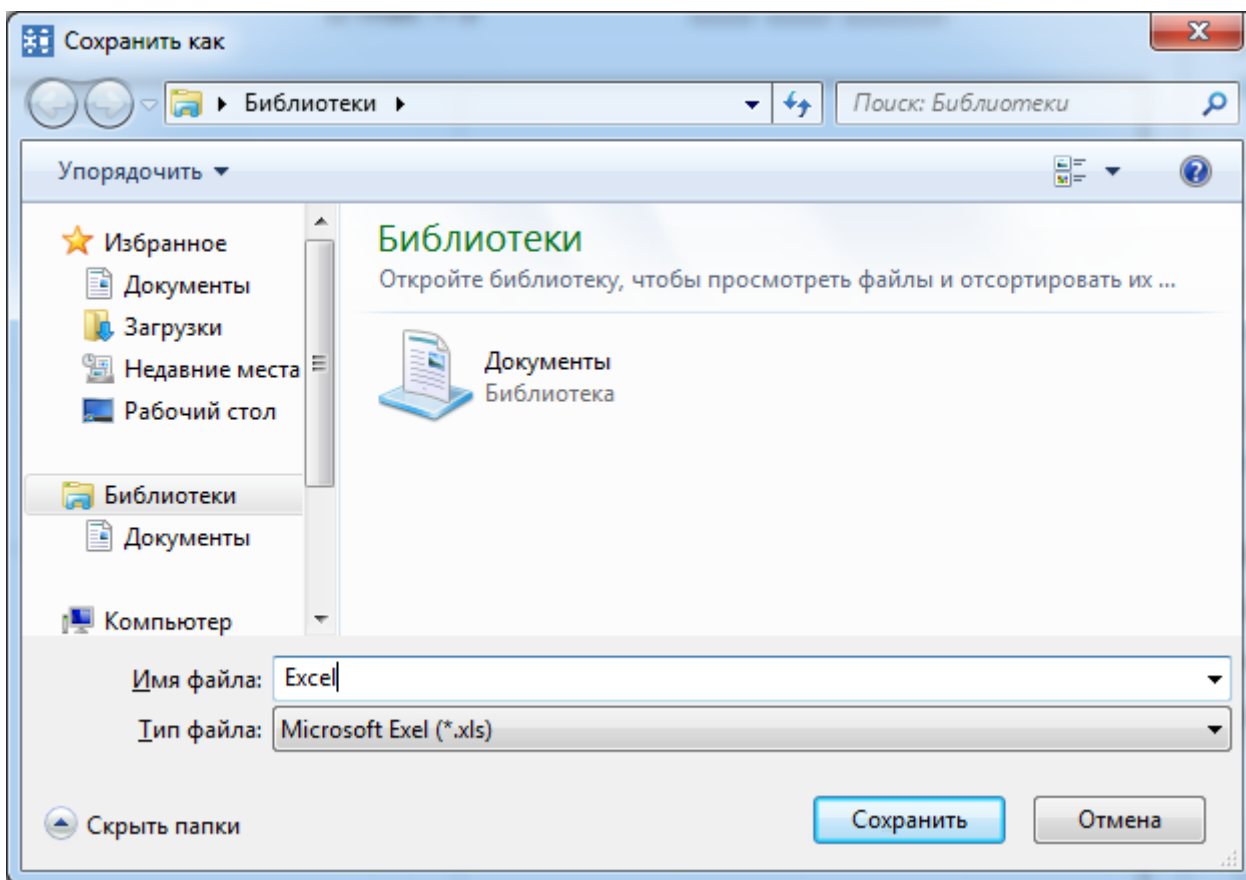 Сохранить как
Библиотеки
Поиск: Библиотеки
Упорядочить
Избранное
Документы
Загрузки
Недавние места
Рабочий стол
Библиотеки
Документы
Компьютер
Библиотеки
Откройте библиотеку, чтобы просмотреть файлы и отсортировать их ...
Документы
Библиотека
Имя файла: Excel
Тип файла: Microsoft Exel (*.xls)
Скрыть папки
Сохранить
Отмена